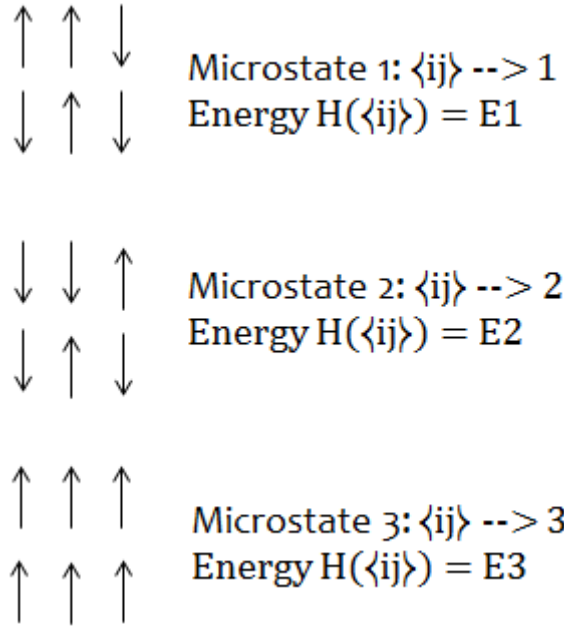 Microstate 1: ⟨ij⟩ --> 1
Energy H(⟨ij⟩) = E1
Microstate 2: ⟨ij⟩ --> 2
Energy H(⟨ij⟩) = E2
Microstate 3: ⟨ij⟩ --> 3
Energy H(⟨ij⟩) = E3